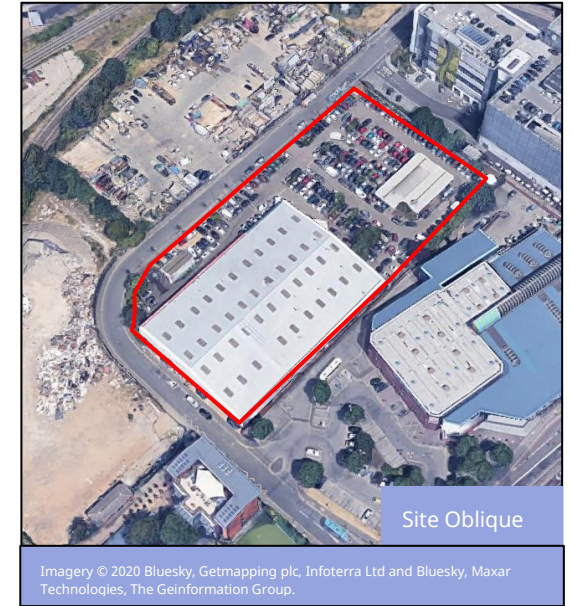 Site Oblique
Imagery © 2020 Bluesky, Getmapping plc, Infoterra Ltd and Bluesky, Maxar
Technologies, The Geinformation Group.